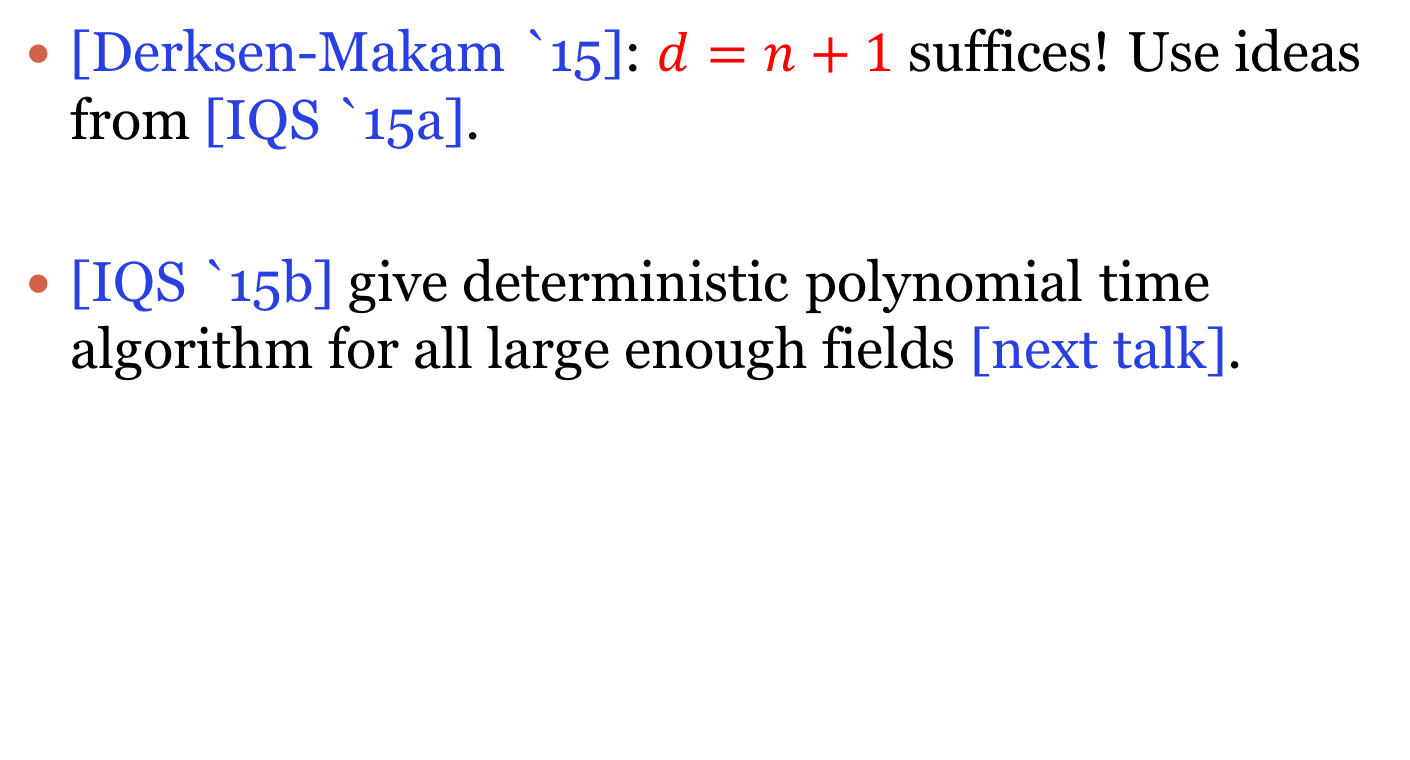 • [Derksen-Makam `15]: d = n + 1 suffices! Use ideas
from [IQS `15a].
• [IQS `15b] give deterministic polynomial time
algorithm for all large enough fields [next talk].